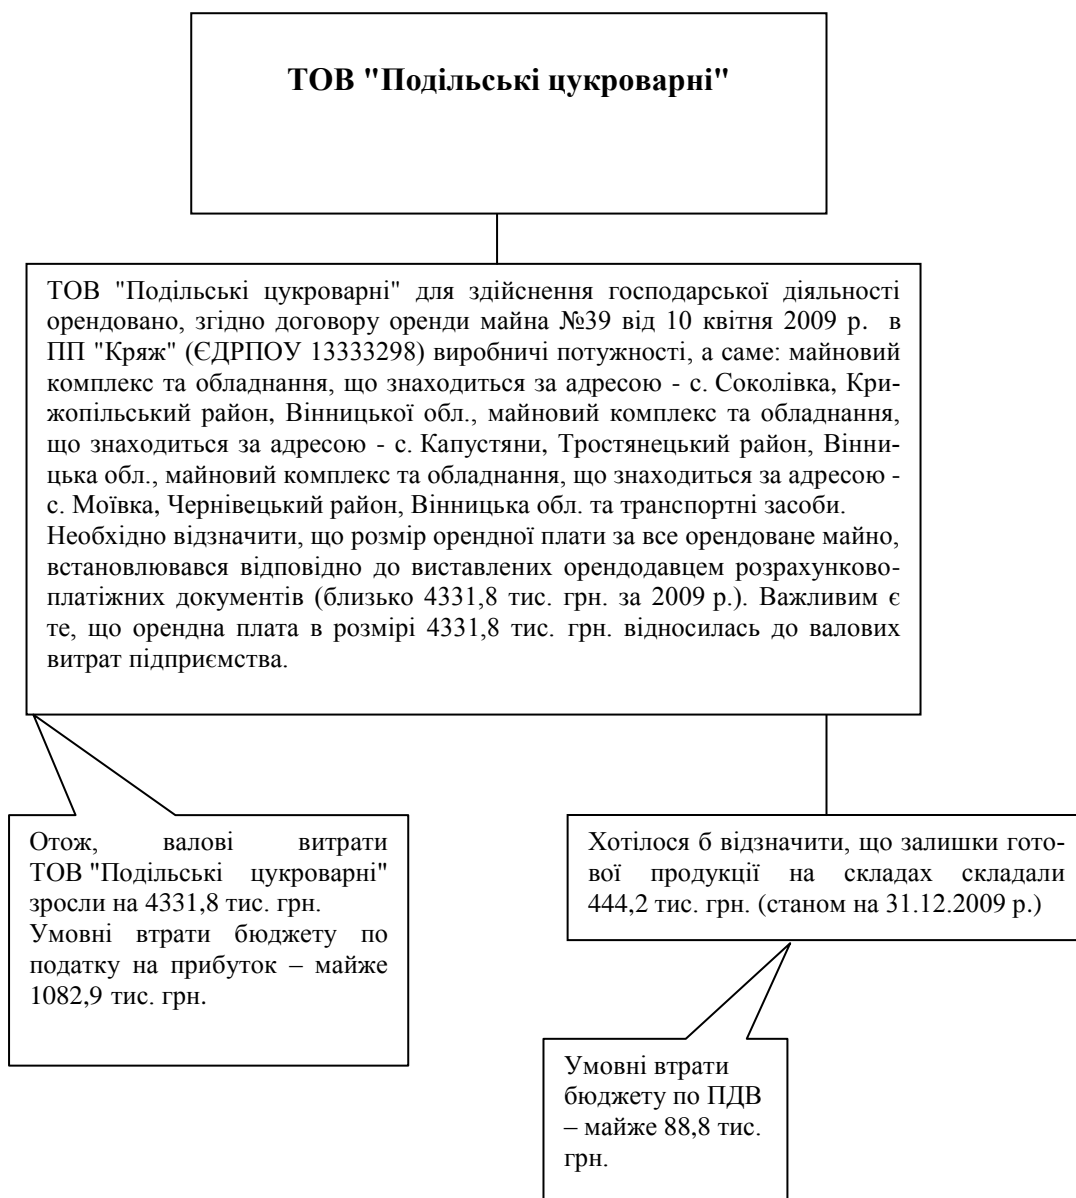 ТОВ "Подільські цукроварні"
ТОВ "Подільські цукроварні" для здійснення господарської діяльності
орендовано, згідно договору оренди майна №39 від 10 квітня 2009 р. в
ПП "Кряж" (ЄДРПОУ 13333298) виробничі потужності, а саме: майновий
комплекс та обладнання, що знаходиться за адресою - с. Соколівка, Кри-
жопільський район, Вінницької обл., майновий комплекс та обладнання,
що знаходиться за адресою - с. Капустяни, Тростянецький район, Вінни-
цька обл., майновий комплекс та обладнання, що знаходиться за адресою -
с. Моївка, Чернівецький район, Вінницька обл. та транспортні засоби.
Необхідно відзначити, що розмір орендної плати за все орендоване майно,
встановлювався відповідно до виставлених орендодавцем розрахунково-
платіжних документів (близько 4331,8 тис. грн. за 2009 р.). Важливим є
те, що орендна плата в розмірі 4331,8 тис. грн. відносилась до валових
витрат підприємства.
Отож, валові витрати
ТОВ "Подільські цукроварні"
зросли на 4331,8 тис. грн.
Умовні втрати бюджету по
податку на прибуток – майже
1082,9 тис. грн.
Хотілося б відзначити, що залишки гото-
вої продукції на складах складали
444,2 тис. грн. (станом на 31.12.2009 р.)
Умовні втрати
бюджету по ПДВ
– майже 88,8 тис.
грн.